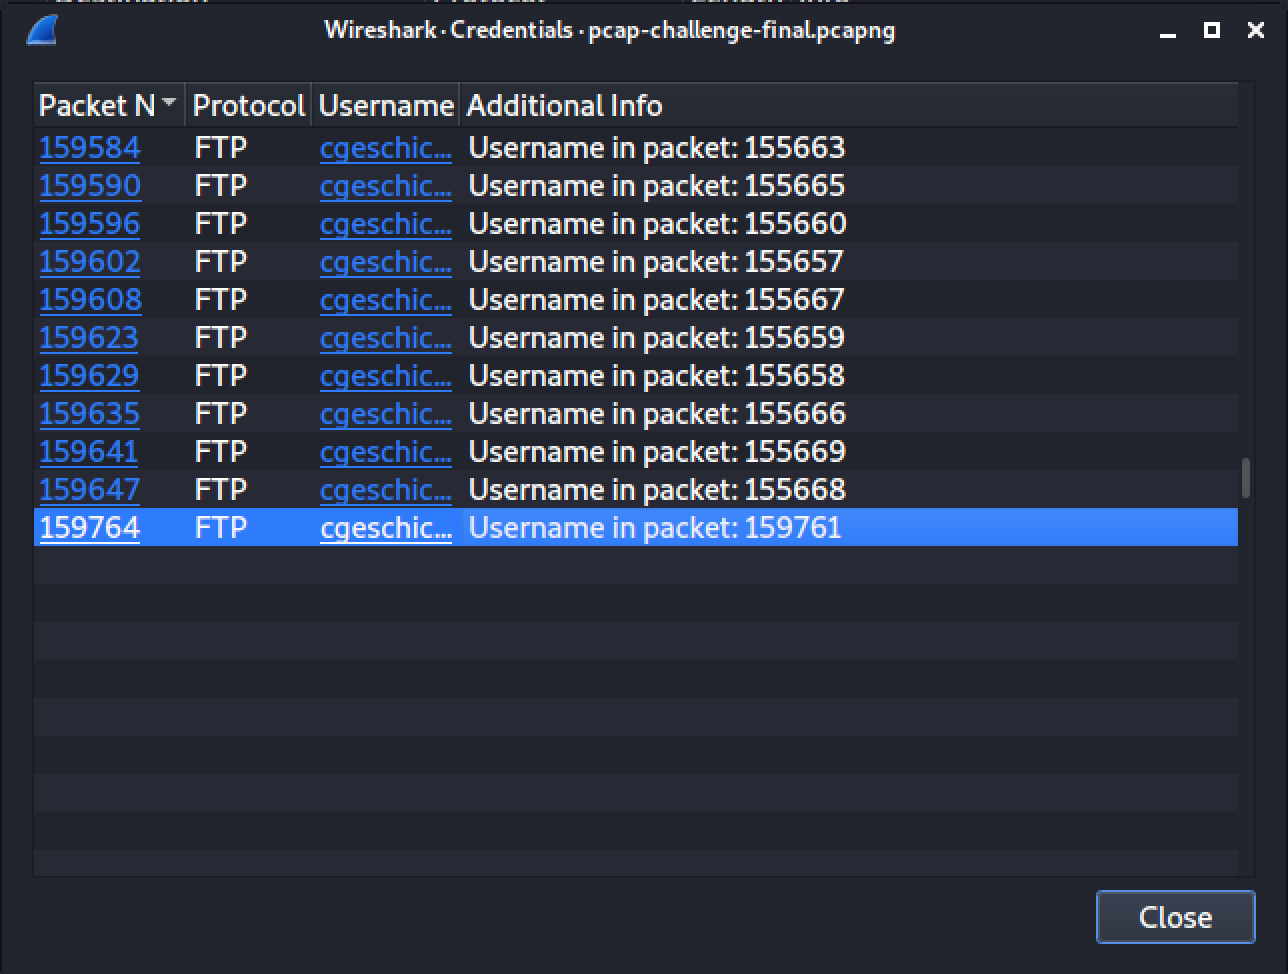 Wireshark · Credentials · pcap-challenge-final.pcapng
Packet N Protocol Username Additional Info
159584 FTP cgeschic... Username in packet: 155663
159590 FTP cgeschic... Username in packet: 155665
159596 FTP cgeschic... Username in packet: 155660
159602 FTP cgeschic... Username in packet: 155657
159608 FTP cgeschic... Username in packet: 155667
159623 FTP cgeschic... Username in packet: 155659
159629 FTP cgeschic... Username in packet: 155658
159635 FTP cgeschic... Username in packet: 155666
159641 FTP cgeschic... Username in packet: 155669
159647 FTP cgeschic... Username in packet: 155668
159764 FTP cgeschic... Username in packet: 159761
Close